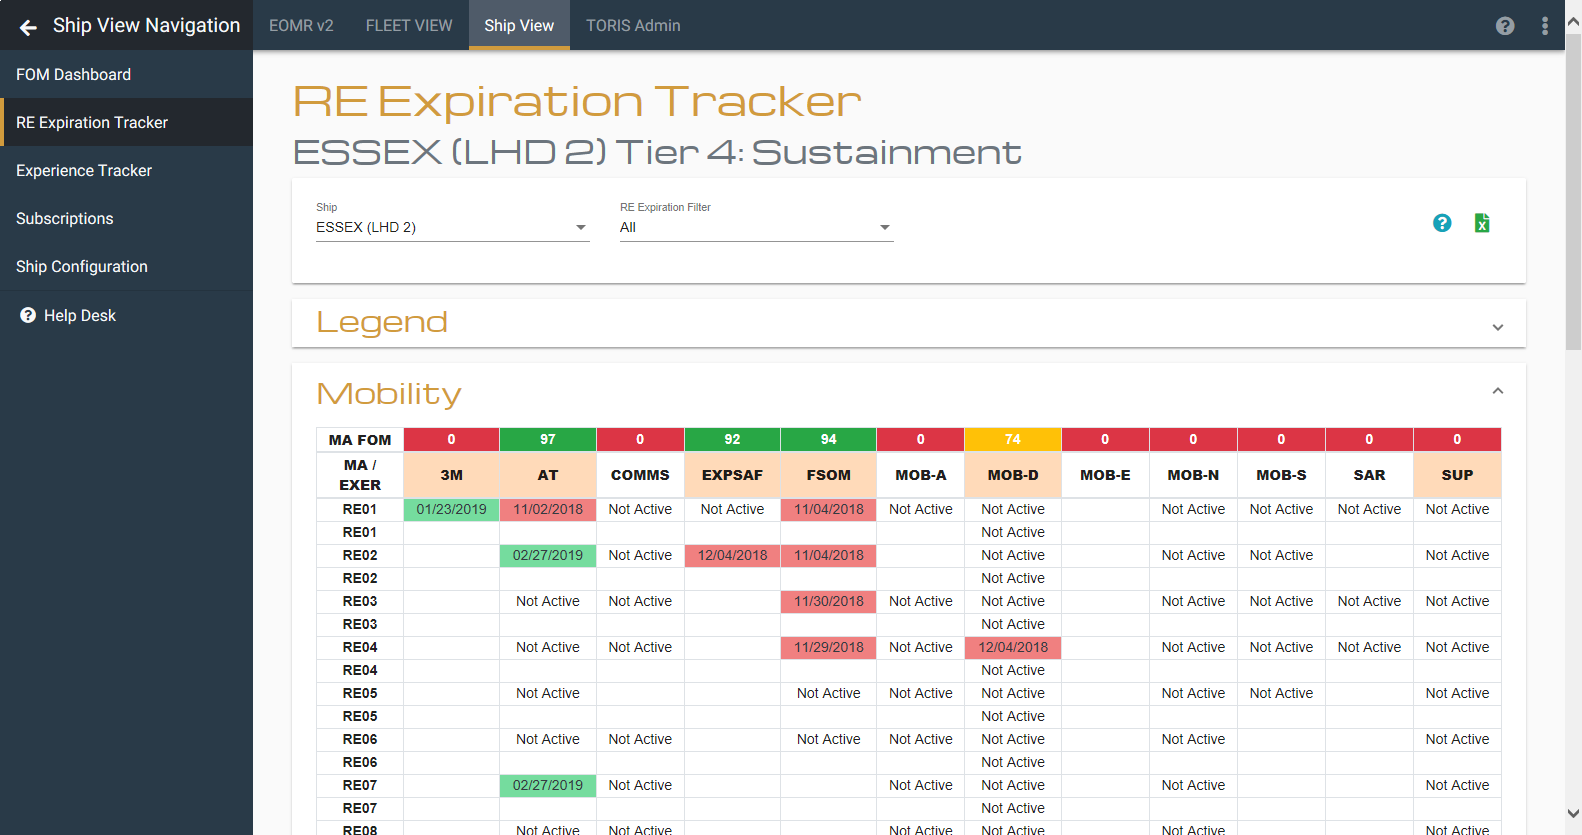 Ship View Navigation
EOMR v2 FLEET VIEW Ship View TORIS Admin
FOM Dashboard
RE Expiration Tracker
Experience Tracker
Subscriptions
Ship Configuration
Help Desk
RE Expiration Tracker
ESSEX (LHD 2) Tier 4: Sustainment
Ship RE Expiration Filter
ESSEX (LHD 2) All
Legend
Mobility
MA FOM 0 97 0 92 94 0 74 0 0 0 0 0
MA / EXER 3M AT COMMS EXPSAF FSOM MOB-A MOB-D MOB-E MOB-N MOB-S SAR SUP
RE01 01/23/2019 11/02/2018 Not Active Not Active 11/04/2018 Not Active Not Active Not Active Not Active Not Active Not Active
RE01 Not Active
RE02 02/27/2019 Not Active 12/04/2018 11/04/2018 Not Active Not Active Not Active Not Active
RE02 Not Active
RE03 Not Active Not Active 11/30/2018 Not Active Not Active Not Active Not Active Not Active Not Active
RE03 Not Active
RE04 Not Active Not Active 11/29/2018 Not Active 12/04/2018 Not Active Not Active Not Active Not Active
RE04 Not Active
RE05 Not Active Not Active Not Active Not Active Not Active Not Active Not Active
RE05 Not Active
RE06 Not Active Not Active Not Active Not Active Not Active Not Active Not Active
RE06 Not Active
RE07 02/27/2019 Not Active Not Active Not Active Not Active Not Active
RE07 Not Active
RE08 Not Active Not Active Not Active Not Active Not Active Not Active